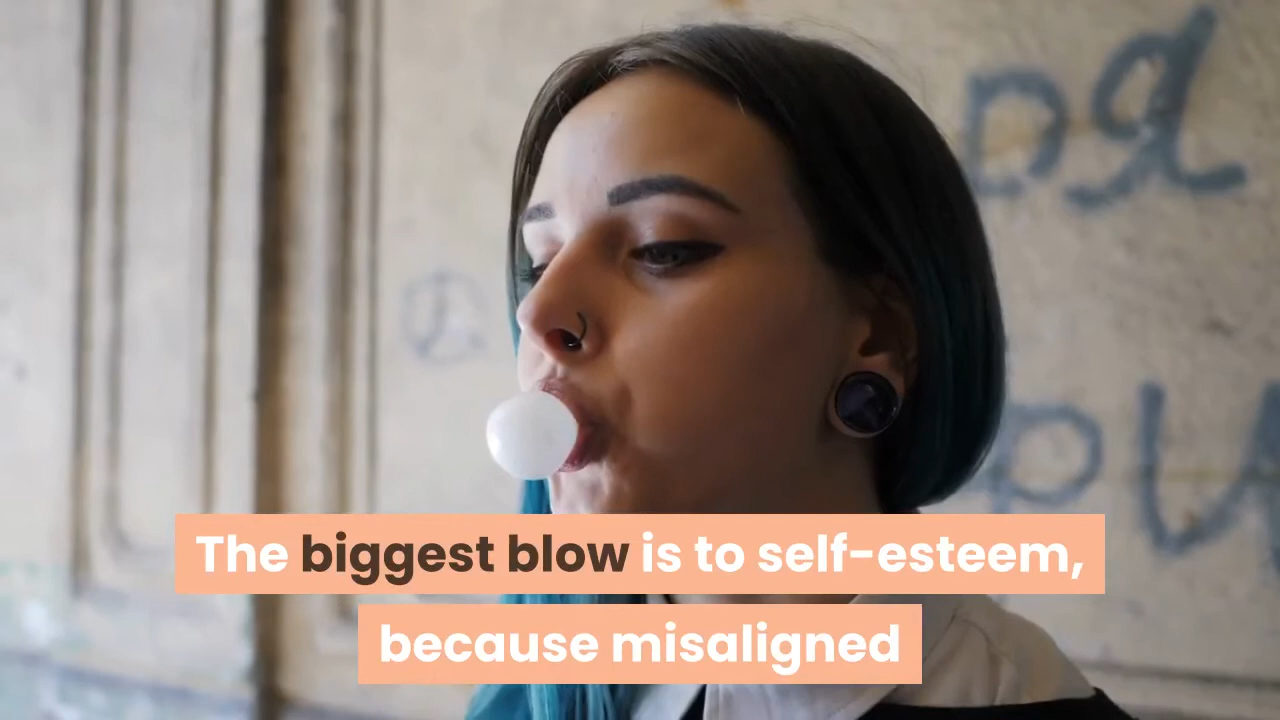 The biggest blow is to self-esteem,
because misaligned